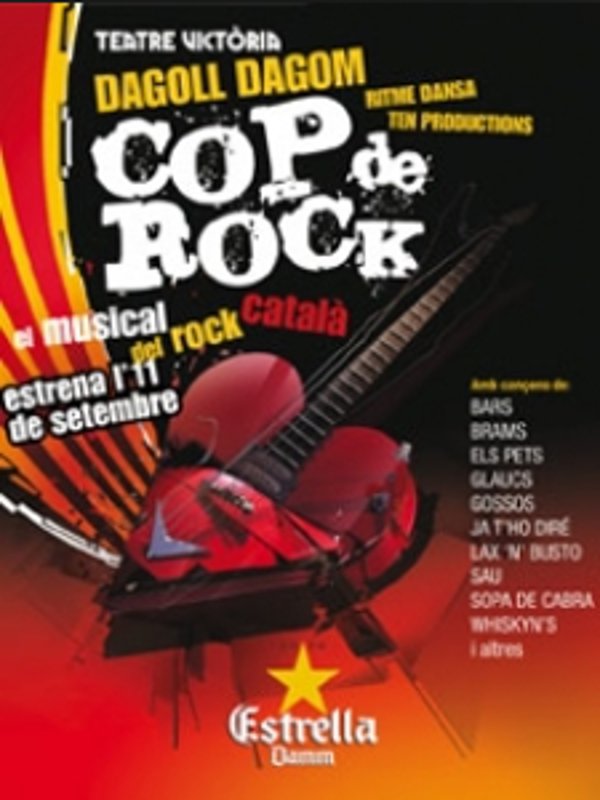 TEATRE VICTÒRIA
DAGOLL DAGOM
RITME DANSA
TEN PRODUCTIONS
COP de
ROCK
el musical
del rock català
estrena l'11
de setembre
Amb cançons de:
BARS
BRAMS
ELS PETS
GLAUCS
GOSSOS
JA T'HO DIRÉ
LAX 'N' BUSTO
SAU
SOPA DE CABRA
WHISKYN'S
i altres
Estrella
Damm